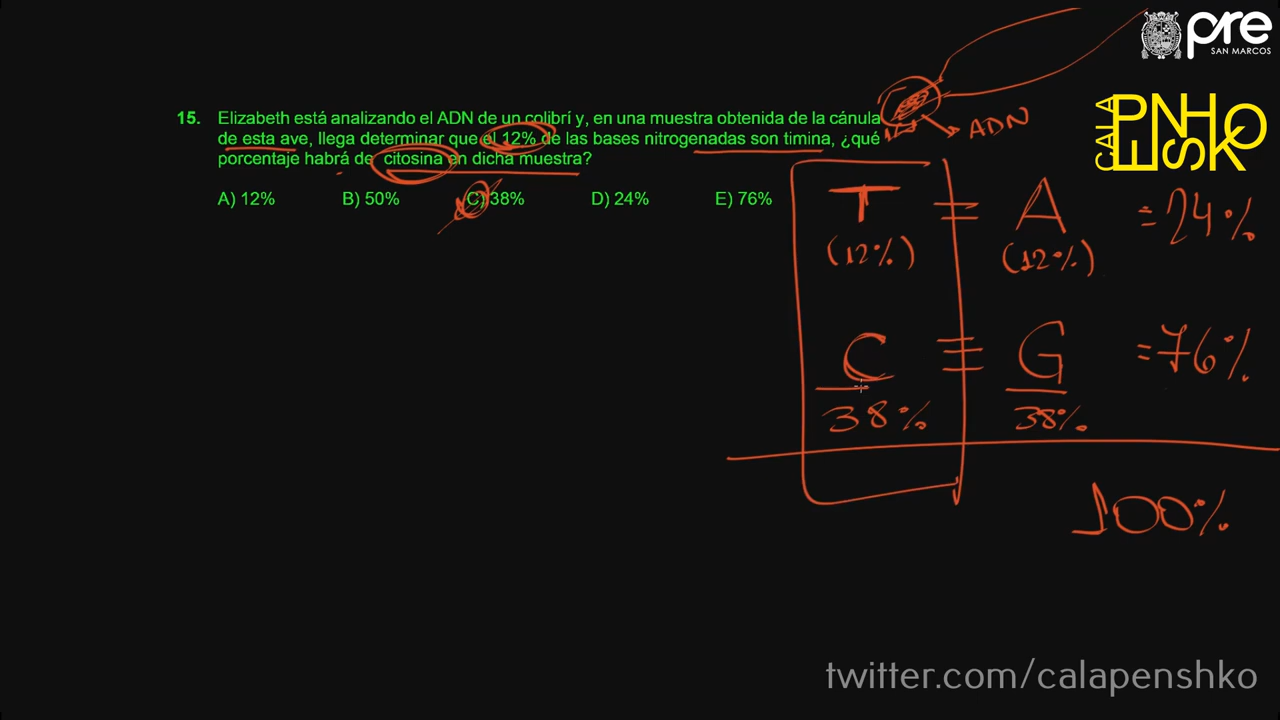 pre
SAN MARCOS
CALA
PENSHKO
15. Elizabeth está analizando el ADN de un colibrí y, en una muestra obtenida de la cánula
de esta ave, llega determinar que el 12% de las bases nitrogenadas son timina, ¿qué
porcentaje habrá de citosina en dicha muestra?
A) 12% B) 50% C) 38% D) 24% E) 76%
ADN
T = A = 24%
(12%) (12%)
C ≡ G = 76%
38% 38%
100%
twitter.com/calapenshko